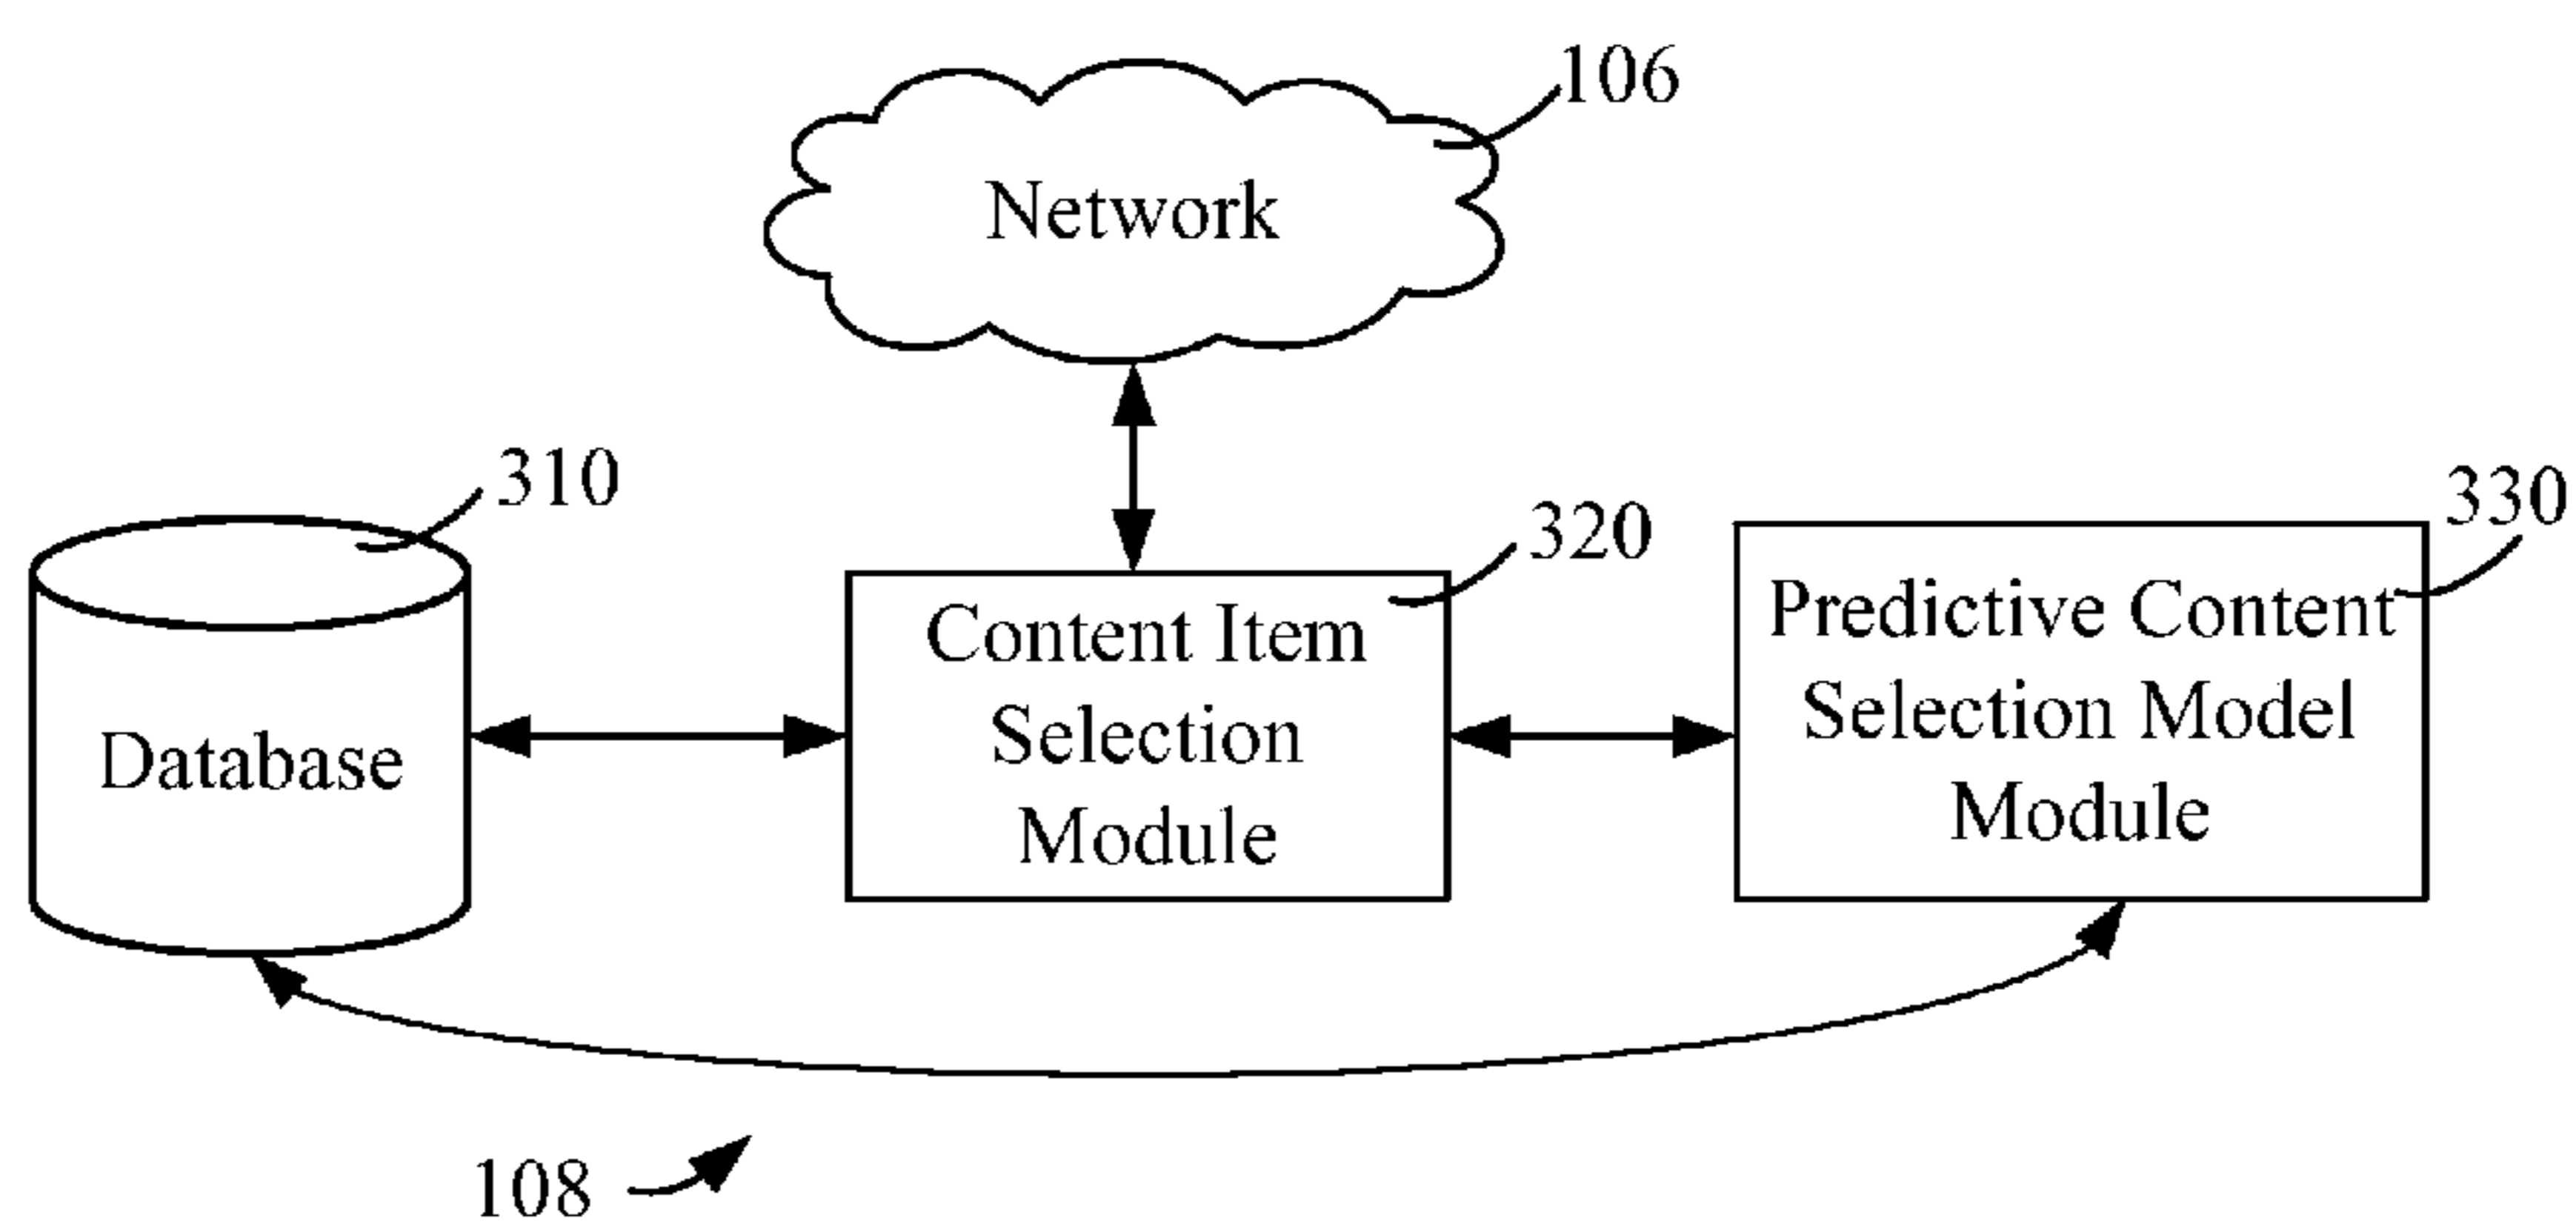 106
Network
310
320
330
Database
Content Item
Selection
Module
Predictive Content
Selection Model
Module
108